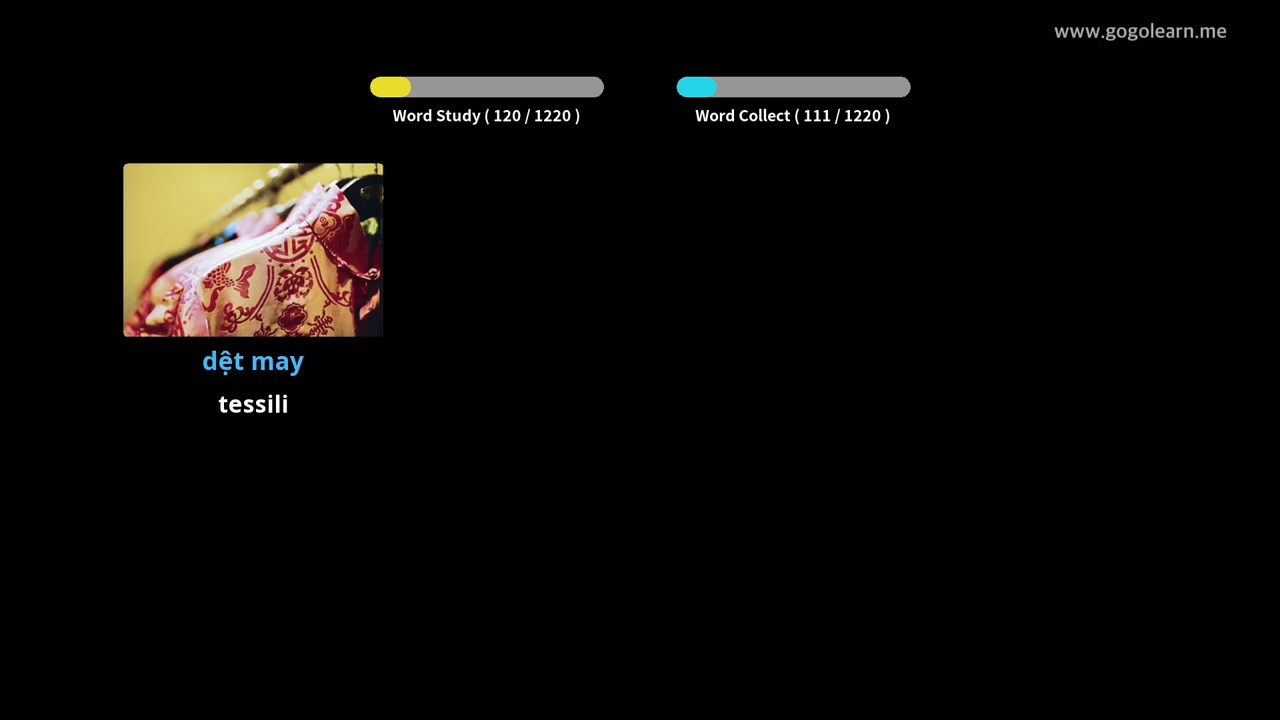 www.gogolearn.me
Word Study ( 120 / 1220 )
Word Collect ( 111 / 1220 )
dệt may
tessili